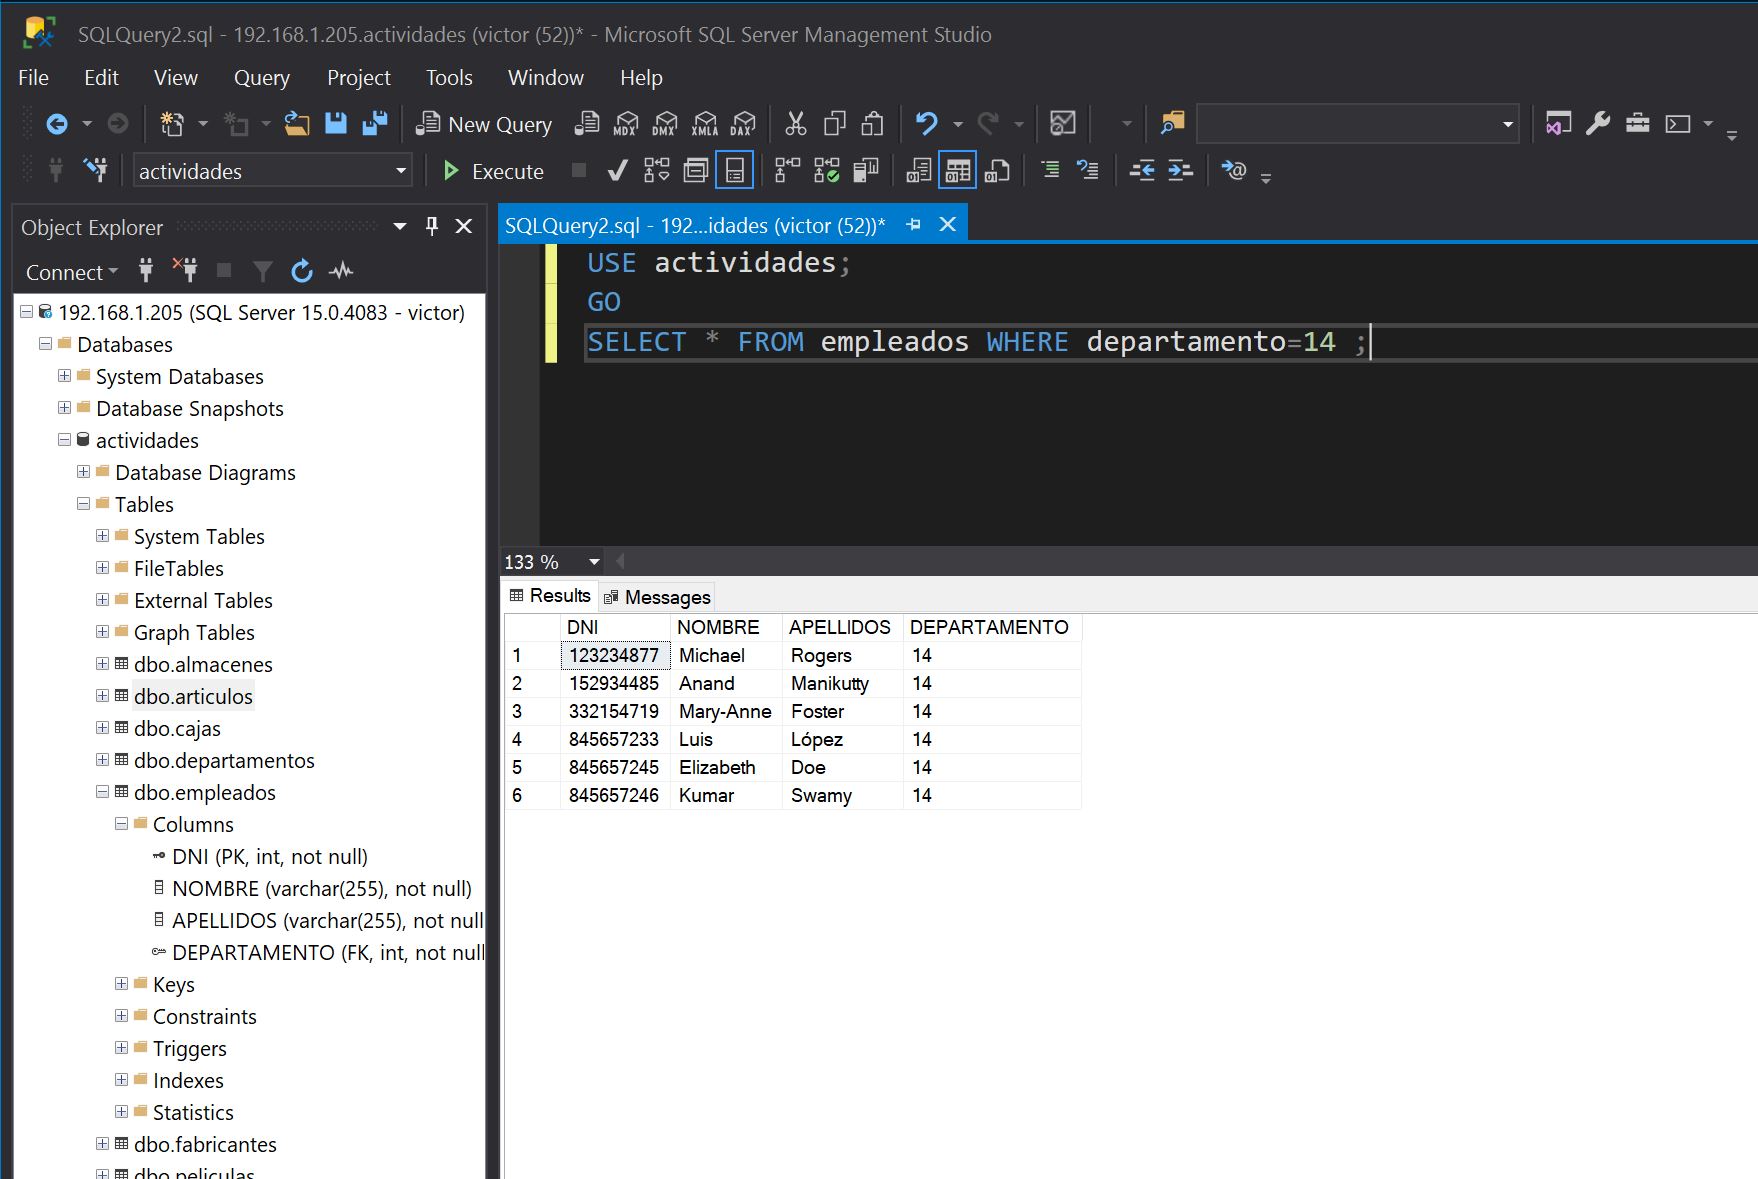 SQLQuery2.sql - 192.168.1.205.actividades (victor (52))* - Microsoft SQL Server Management Studio
File Edit View Query Project Tools Window Help
New Query MDX DMX XMLA DAX
actividades Execute
Object Explorer
Connect
192.168.1.205 (SQL Server 15.0.4083 - victor)
Databases
System Databases
Database Snapshots
actividades
Database Diagrams
Tables
System Tables
FileTables
External Tables
Graph Tables
dbo.almacenes
dbo.articulos
dbo.cajas
dbo.departamentos
dbo.empleados
Columns
DNI (PK, int, not null)
NOMBRE (varchar(255), not null)
APELLIDOS (varchar(255), not null
DEPARTAMENTO (FK, int, not null
Keys
Constraints
Triggers
Indexes
Statistics
dbo.fabricantes
dbo.peliculas
SQLQuery2.sql - 192...idades (victor (52))*
USE actividades;
GO
SELECT * FROM empleados WHERE departamento=14 ;
133 %
Results Messages
DNI NOMBRE APELLIDOS DEPARTAMENTO
1 123234877 Michael Rogers 14
2 152934485 Anand Manikutty 14
3 332154719 Mary-Anne Foster 14
4 845657233 Luis López 14
5 845657245 Elizabeth Doe 14
6 845657246 Kumar Swamy 14